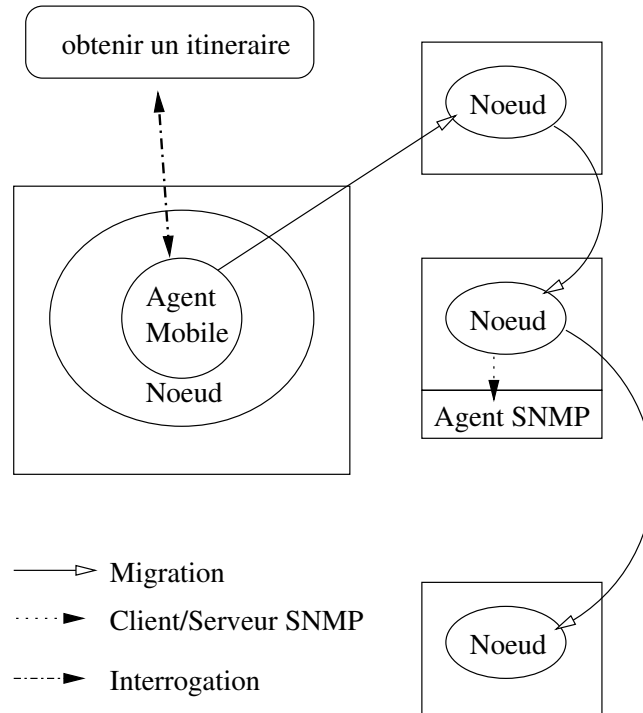 obtenir un itineraire
Noeud
Agent
Mobile
Noeud
Noeud
Agent SNMP
Migration
Client/Serveur SNMP
Interrogation
Noeud